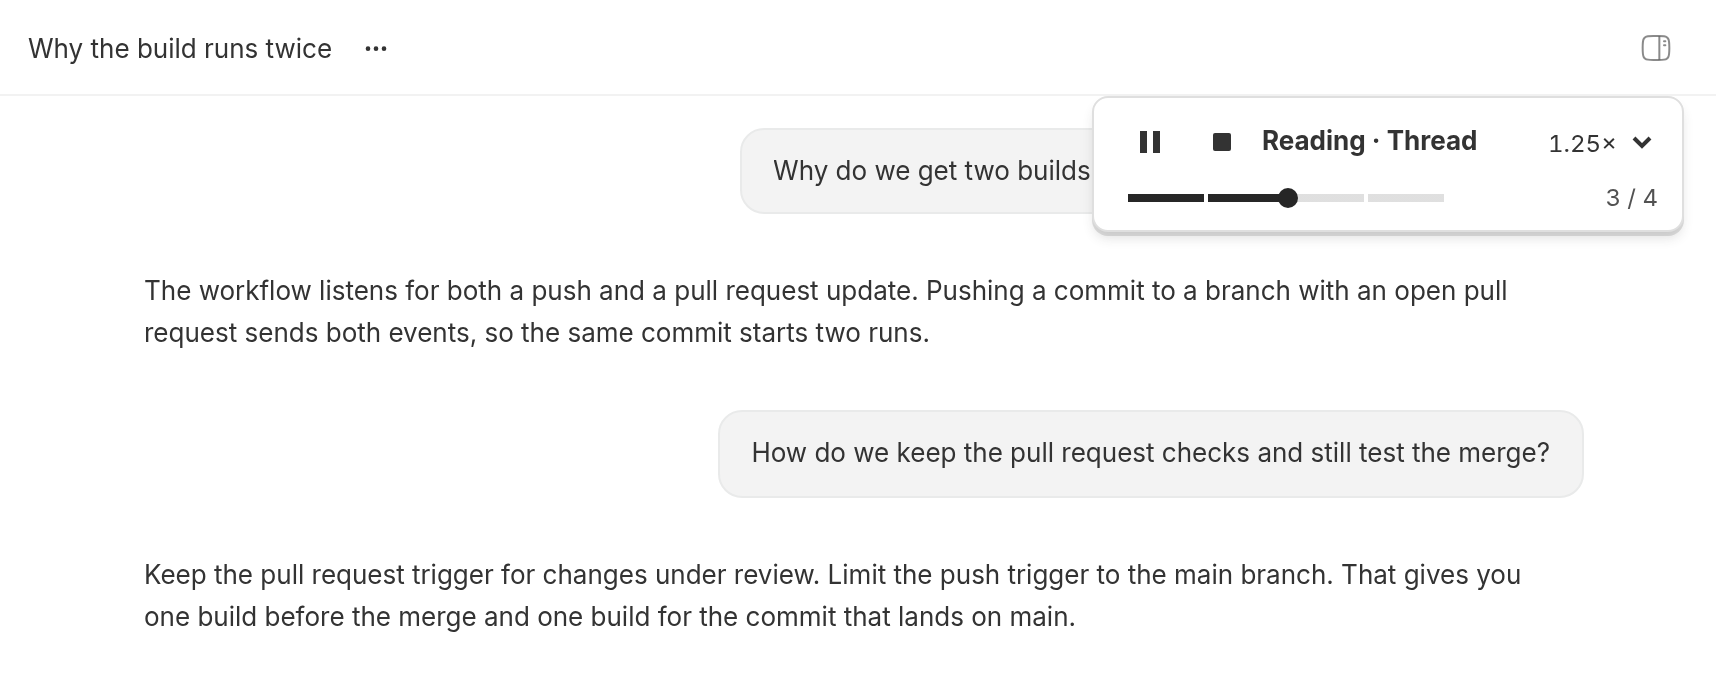 Why the build runs twice
Reading · Thread
1.25×
3 / 4
Why do we get two builds
The workflow listens for both a push and a pull request update. Pushing a commit to a branch with an open pull
request sends both events, so the same commit starts two runs.
How do we keep the pull request checks and still test the merge?
Keep the pull request trigger for changes under review. Limit the push trigger to the main branch. That gives you
one build before the merge and one build for the commit that lands on main.